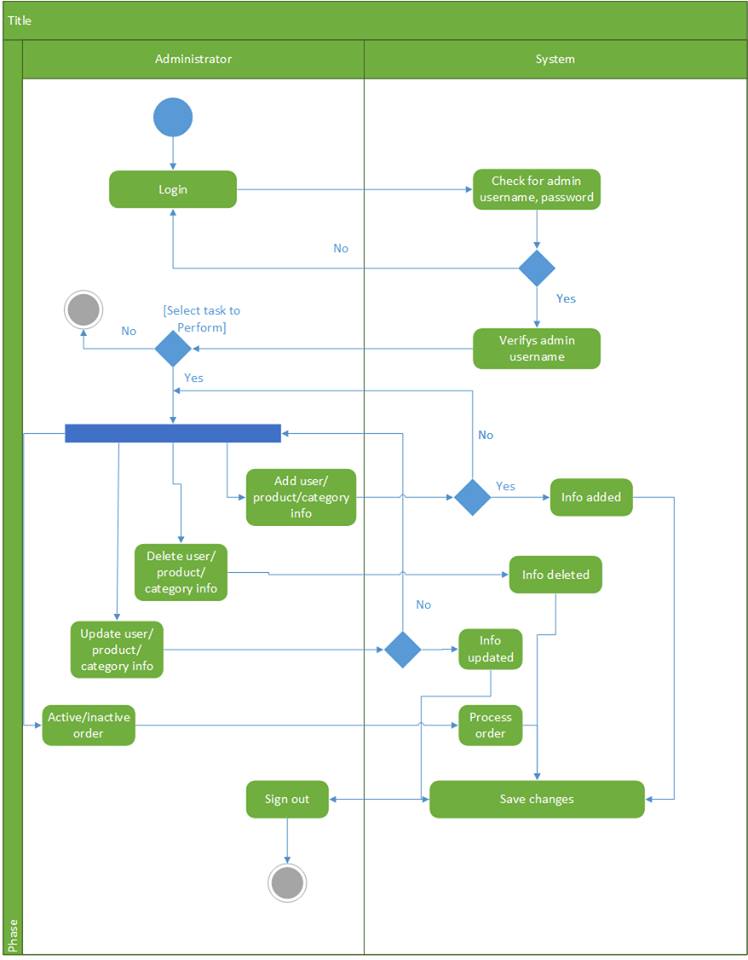 Title
Administrator
System
Login
Check for admin
username, password
No
Yes
[Select task to
Perform]
No
Verifys admin
username
Yes
No
Add user/
product/category
info
Yes
Info added
Delete user/
product/
category info
Info deleted
No
Update user/
product/
category info
Info
updated
Active/inactive
order
Process
order
Sign out
Save changes
Phase